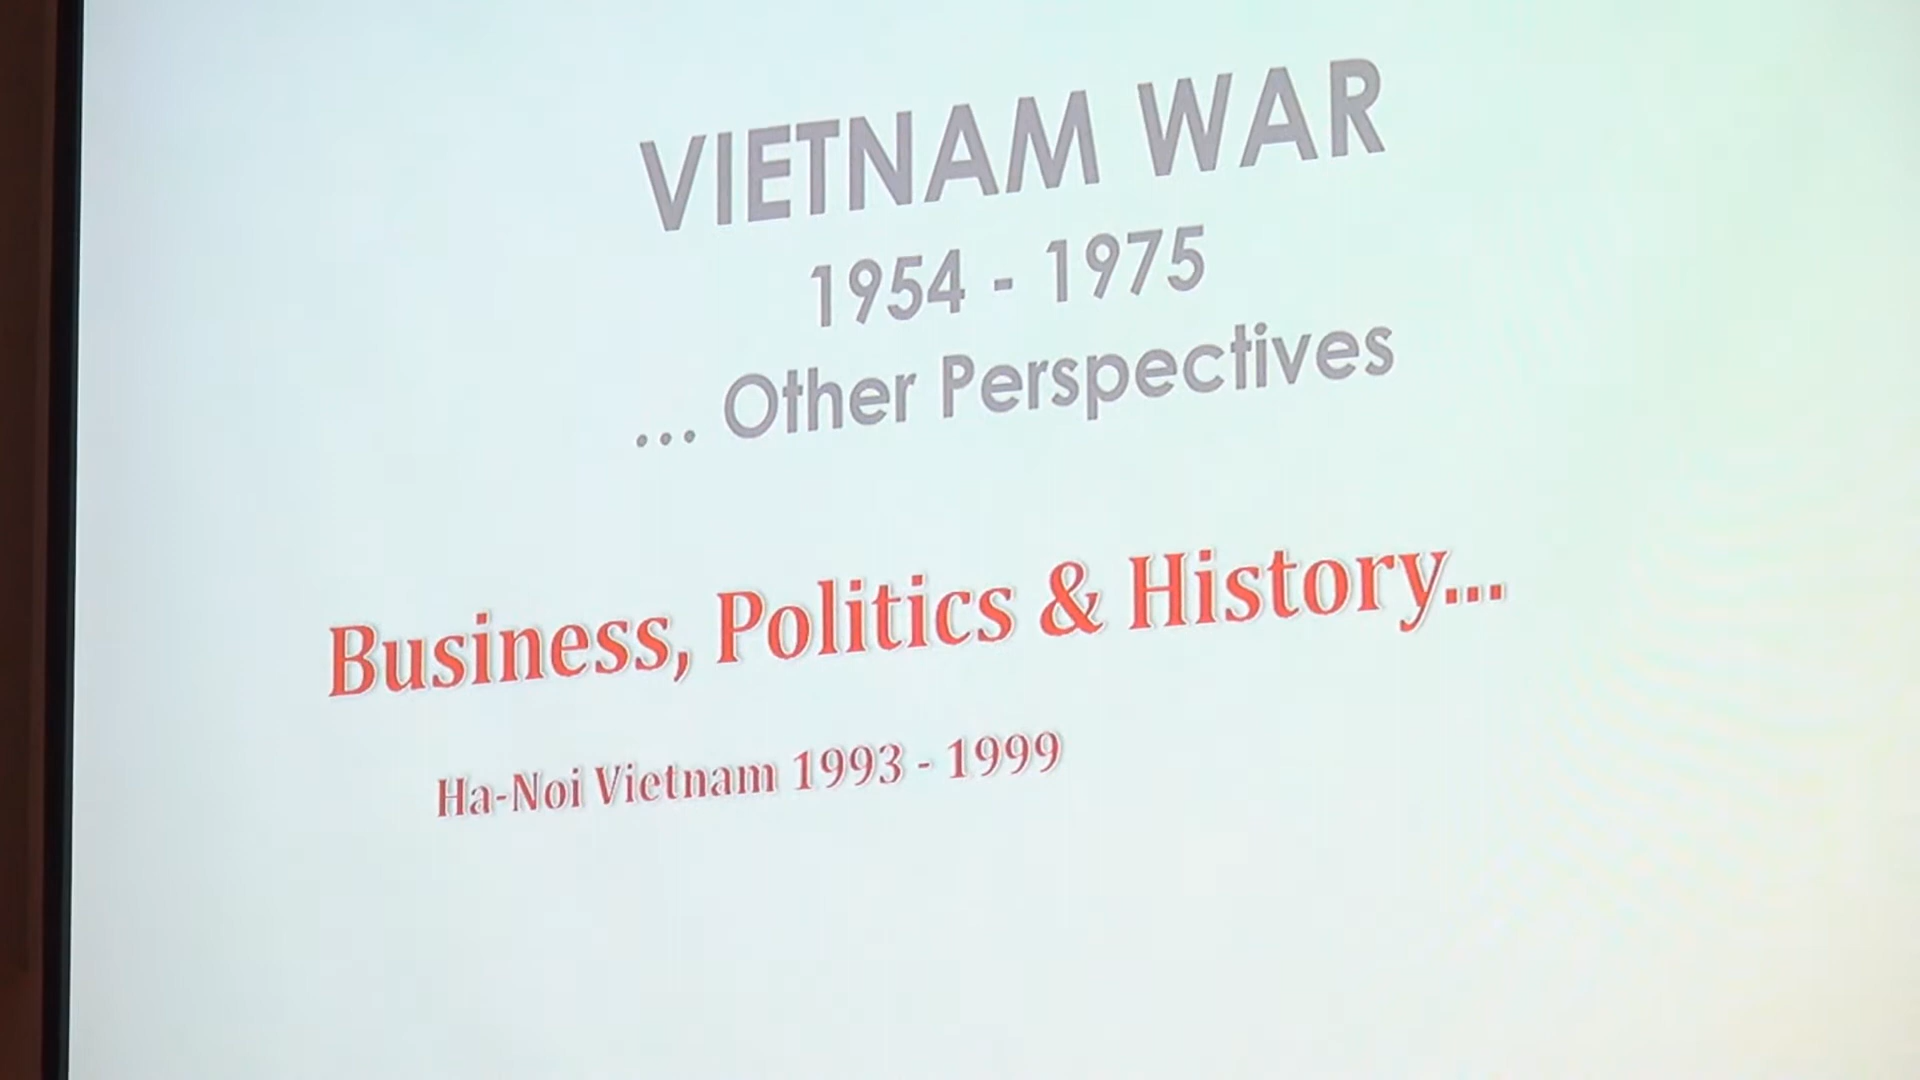 VIETNAM WAR
1954 - 1975
... Other Perspectives
Business, Politics & History...
Ha-Noi Vietnam 1993 - 1999